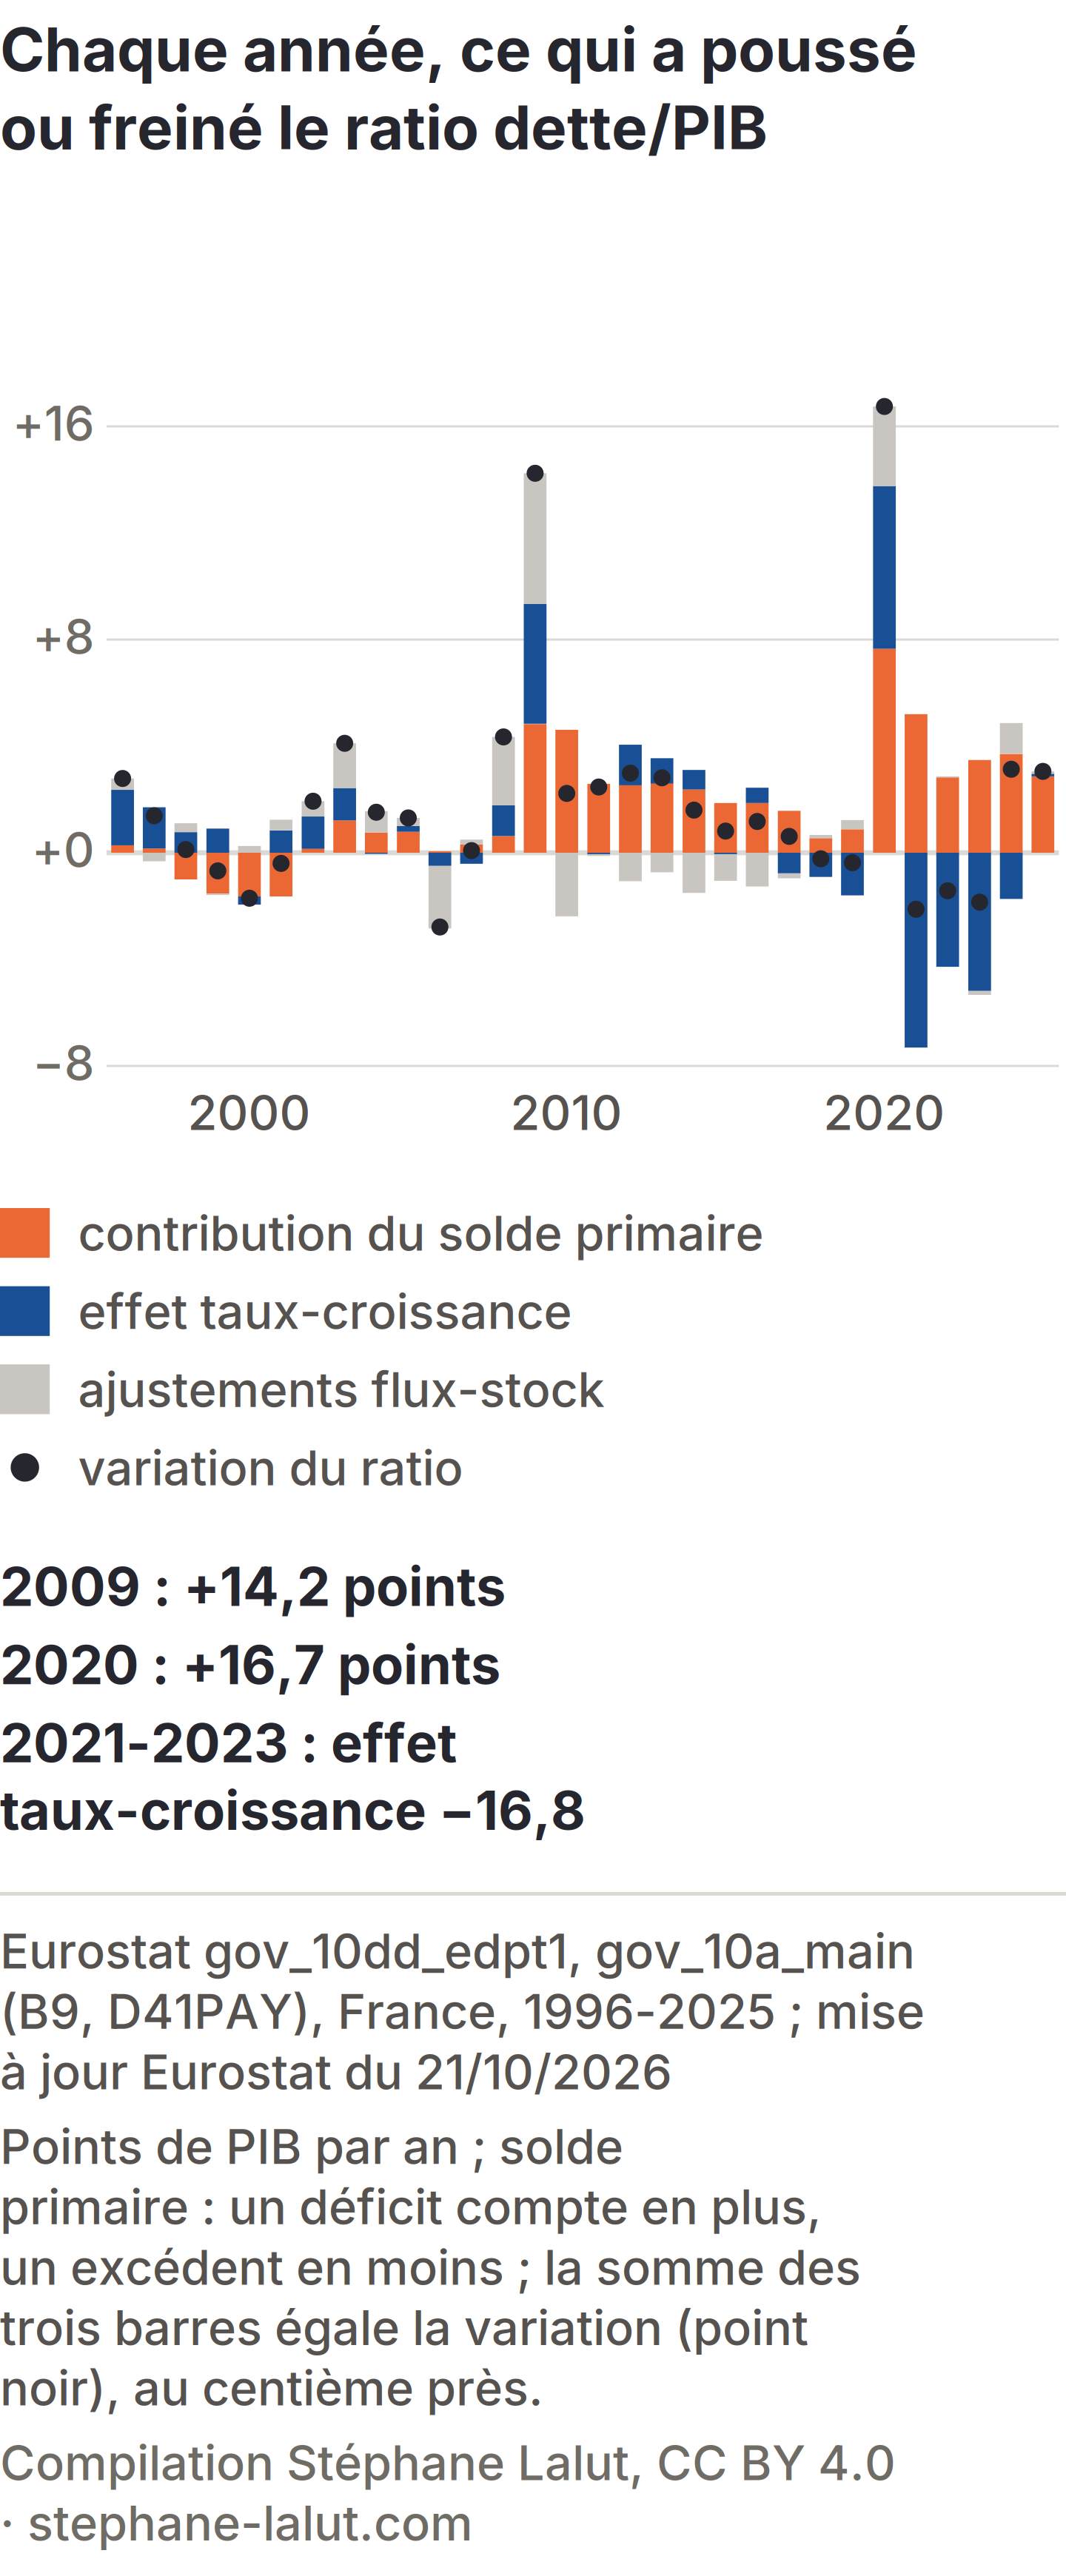 Chaque année, ce qui a poussé
ou freiné le ratio dette/PIB
+16
+8
+0
−8
2000
2010
2020
contribution du solde primaire
effet taux-croissance
ajustements flux-stock
variation du ratio
2009 : +14,2 points
2020 : +16,7 points
2021-2023 : effet
taux-croissance −16,8
Eurostat gov_10dd_edpt1, gov_10a_main
(B9, D41PAY), France, 1996-2025 ; mise
à jour Eurostat du 21/10/2026
Points de PIB par an ; solde
primaire : un déficit compte en plus,
un excédent en moins ; la somme des
trois barres égale la variation (point
noir), au centième près.
Compilation Stéphane Lalut, CC BY 4.0
· stephane-lalut.com